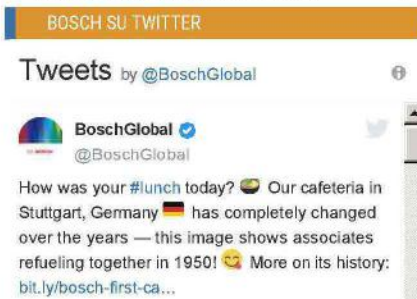 BOSCH SU TWITTER
Tweets by @BoschGlobal
BoschGlobal
@BoschGlobal
How was your #lunch today? 🍲 Our cafeteria in
Stuttgart, Germany 🇩🇪 has completely changed
over the years — this image shows associates
refueling together in 1950! 😋 More on its history:
bit.ly/bosch-first-ca...